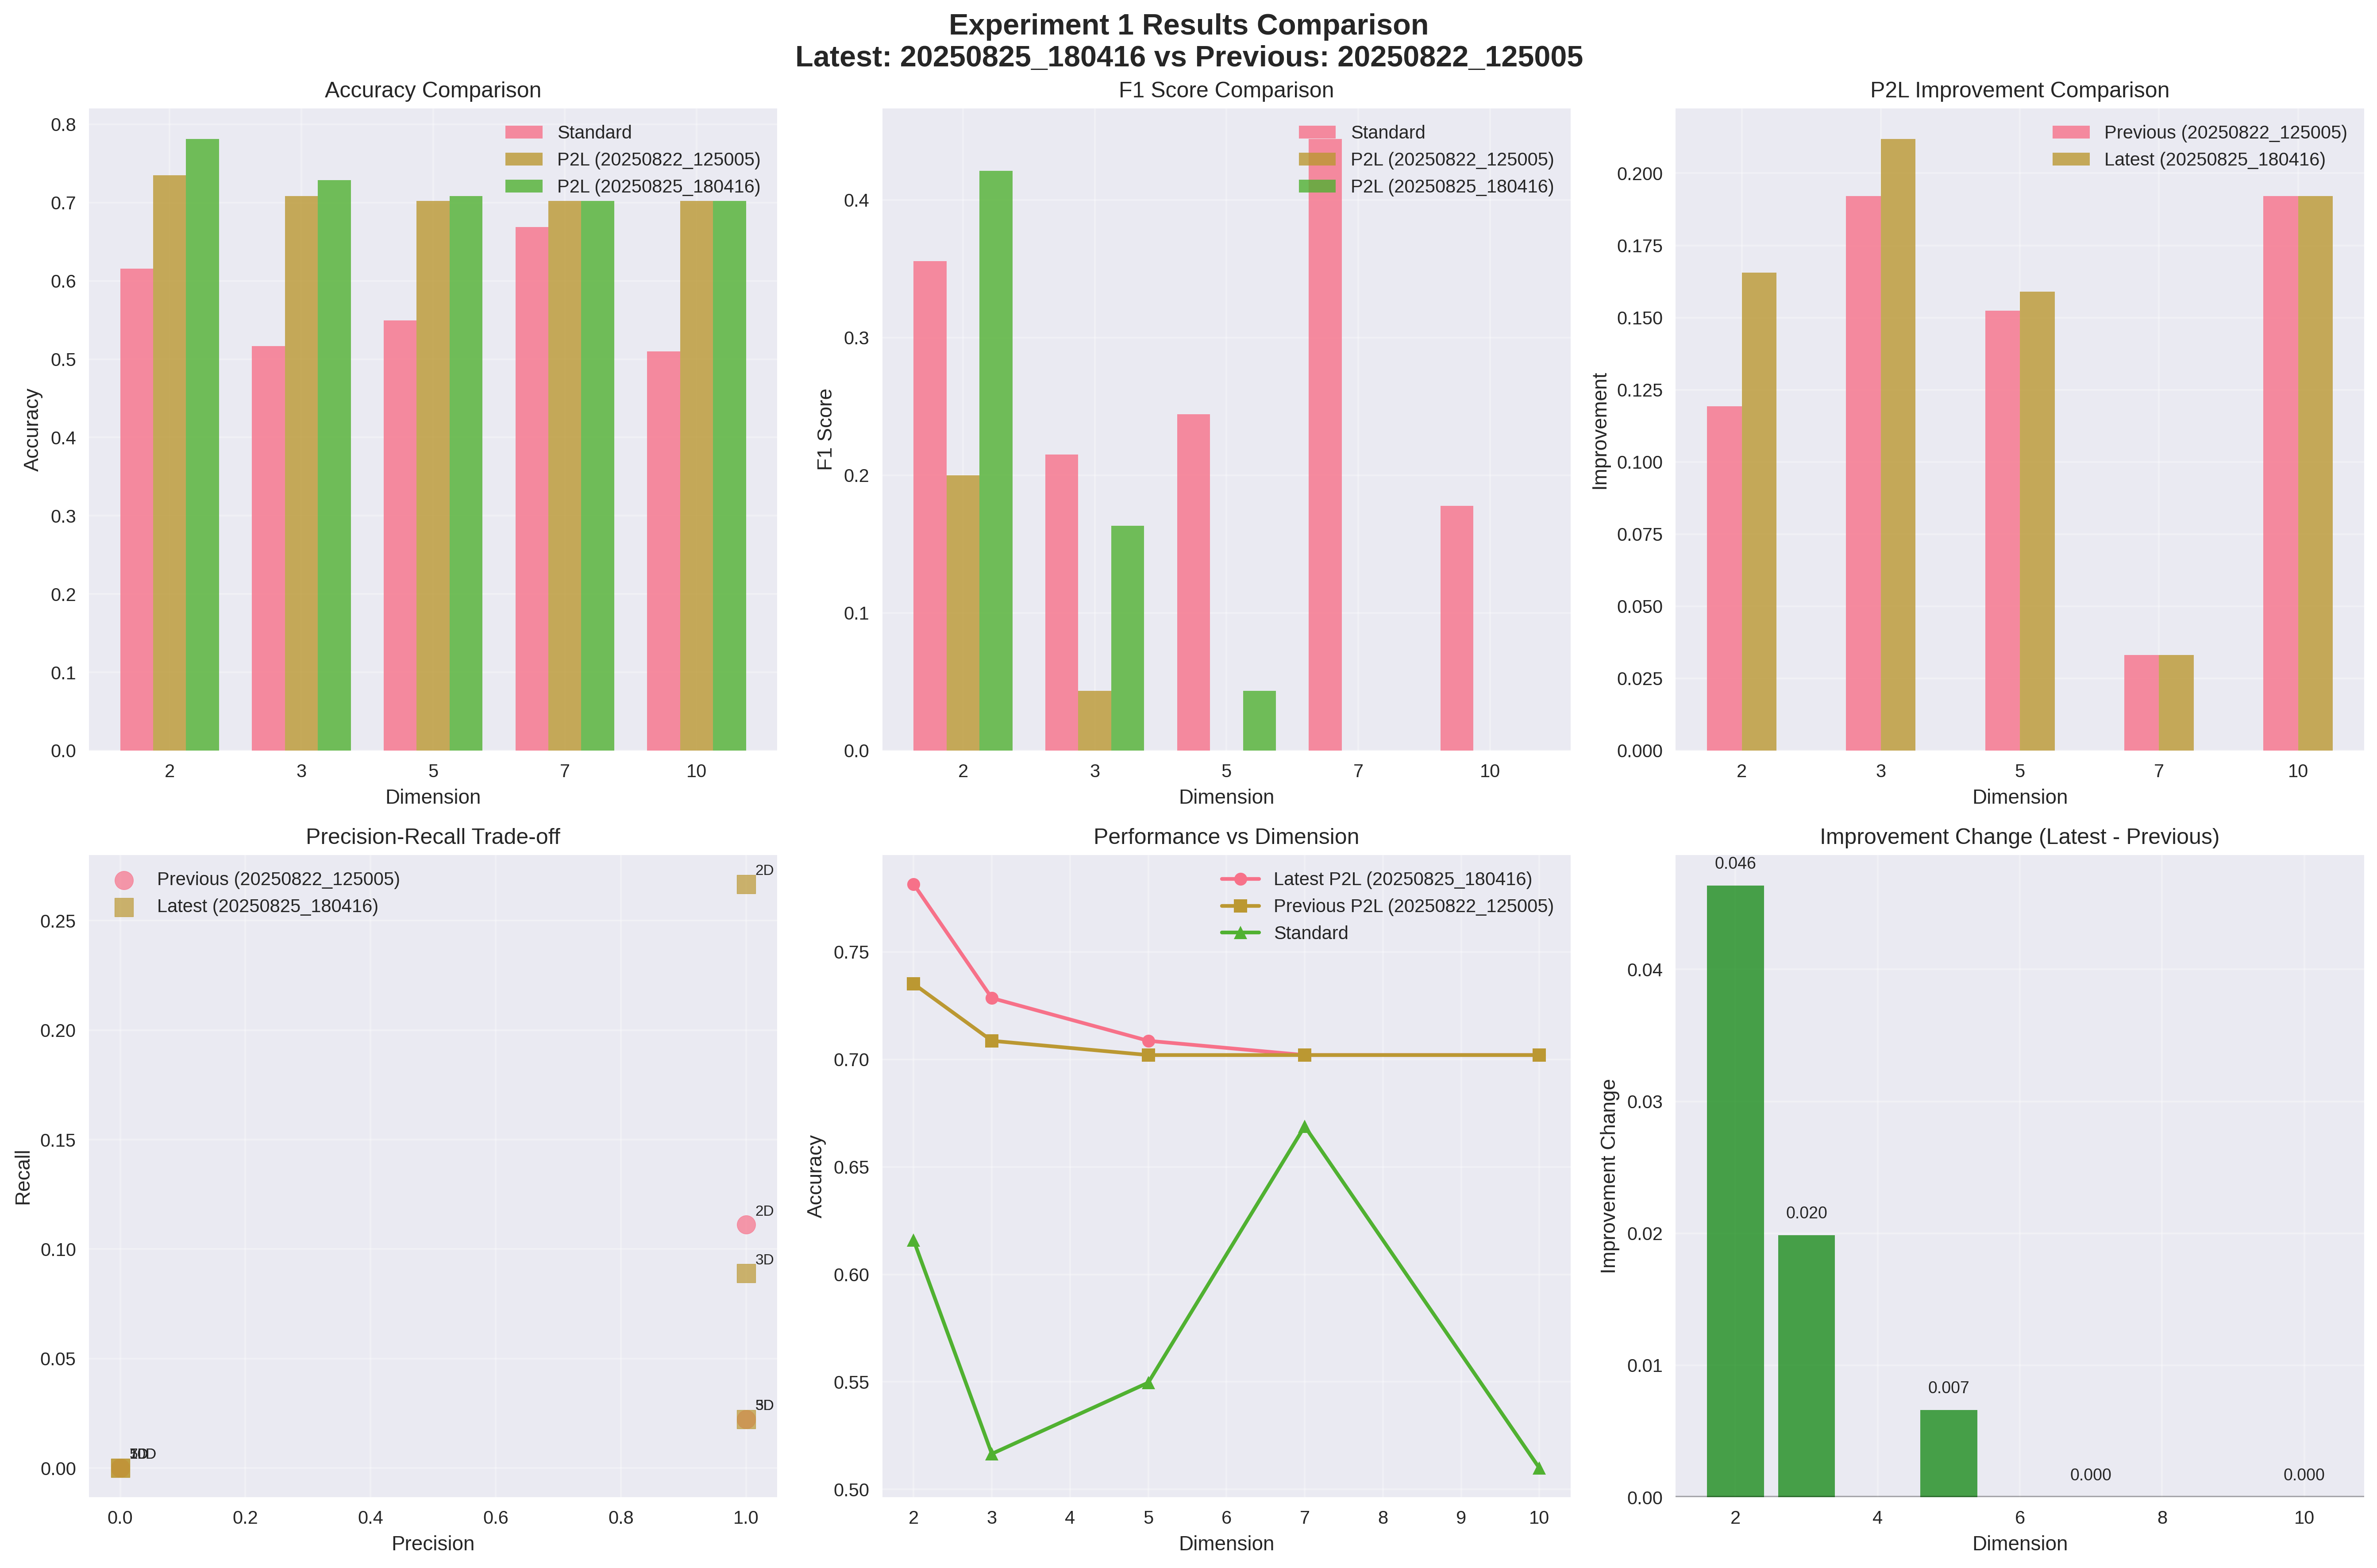 Experiment 1 Results Comparison
Latest: 20250825_180416 vs Previous: 20250822_125005
Accuracy Comparison
Standard
P2L (20250822_125005)
P2L (20250825_180416)
0.8
0.7
0.6
0.5
0.4
0.3
0.2
0.1
0.0
Accuracy
2 3 5 7 10
Dimension
F1 Score Comparison
Standard
P2L (20250822_125005)
P2L (20250825_180416)
0.4
0.3
0.2
0.1
0.0
F1 Score
2 3 5 7 10
Dimension
P2L Improvement Comparison
Previous (20250822_125005)
Latest (20250825_180416)
0.200
0.175
0.150
0.125
0.100
0.075
0.050
0.025
0.000
Improvement
2 3 5 7 10
Dimension
Precision-Recall Trade-off
Previous (20250822_125005)
Latest (20250825_180416)
2D
2D
3D
0.25
0.20
0.15
0.10
0.05
0.00
Recall
0.0 0.2 0.4 0.6 0.8 1.0
Precision
Performance vs Dimension
Latest P2L (20250825_180416)
Previous P2L (20250822_125005)
Standard
0.75
0.70
0.65
0.60
0.55
0.50
Accuracy
2 3 4 5 7 8 9 10
Dimension
Improvement Change (Latest - Previous)
0.046
0.020
0.007
0.000
0.000
0.04
0.03
0.02
0.01
0.00
Improvement Change
2 4 6 8 10
Dimension